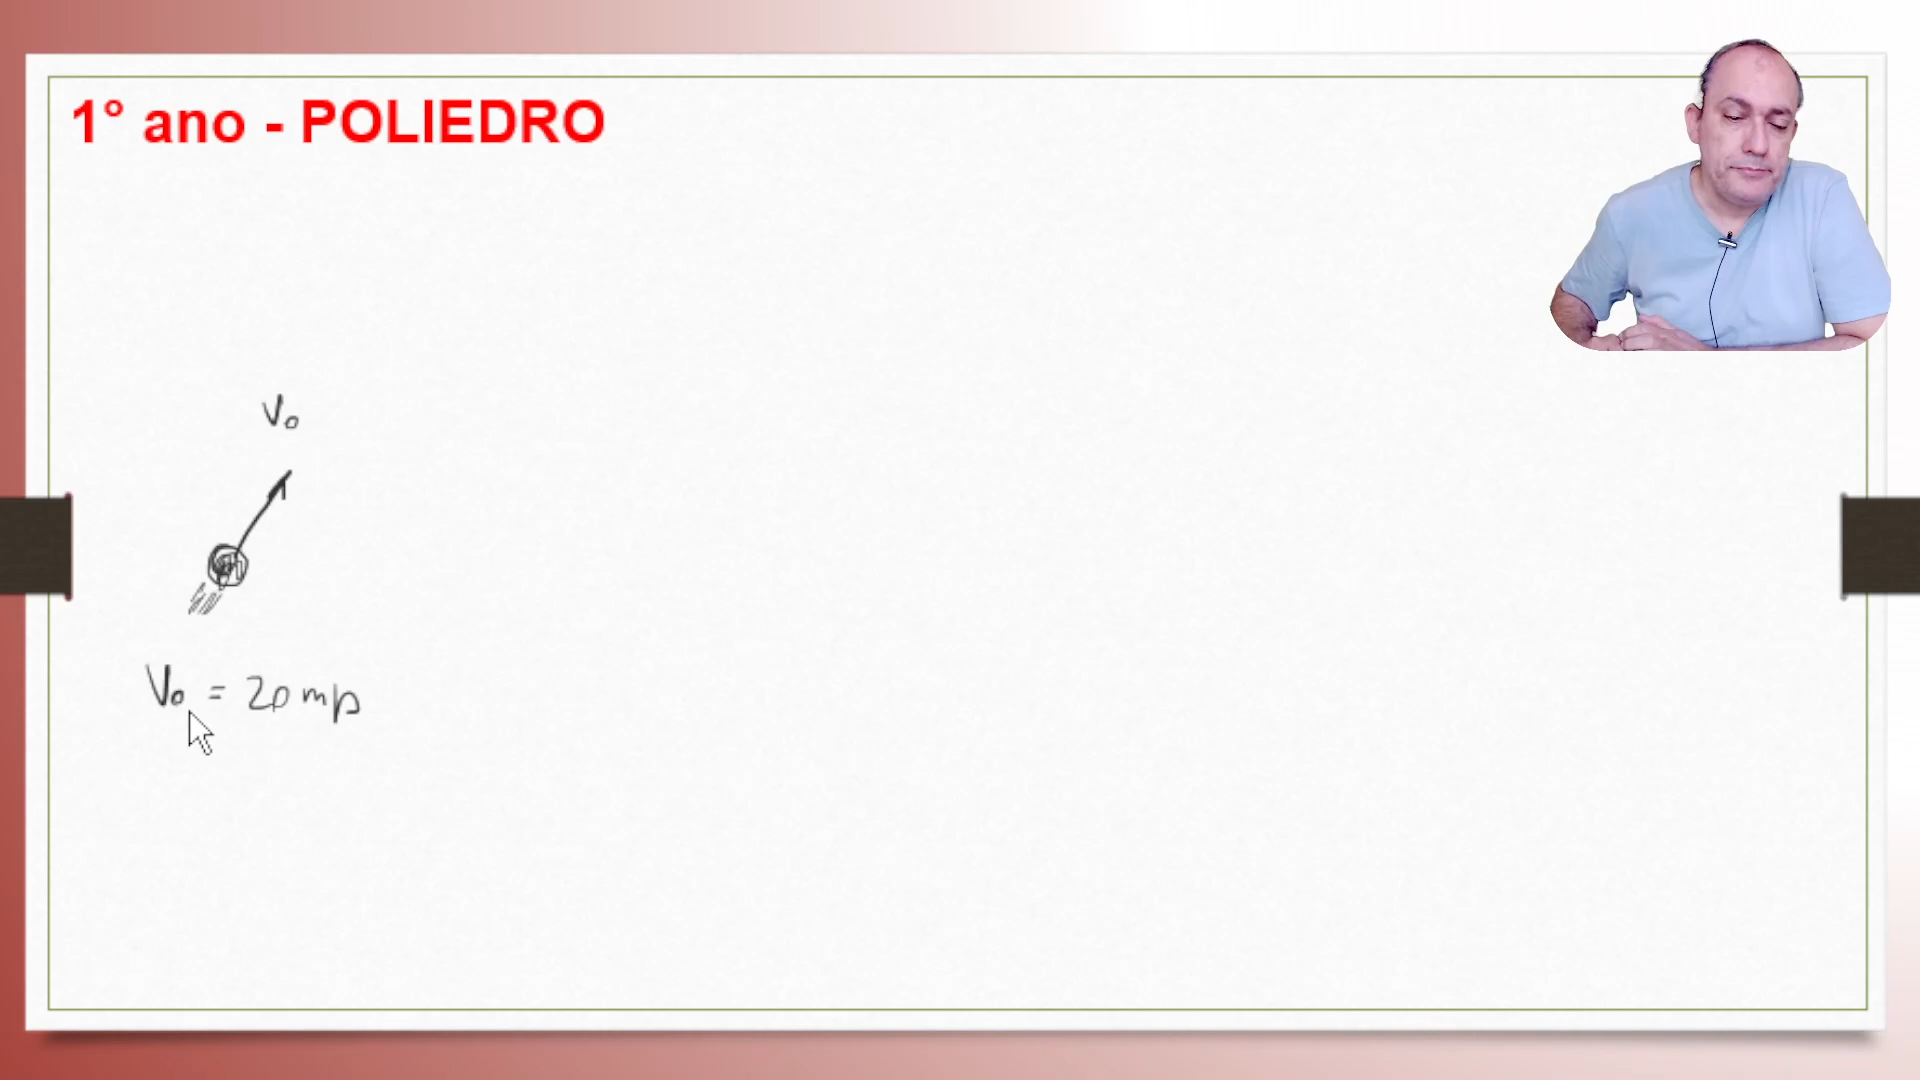 1° ano - POLIEDRO
V₀
V₀ = 20 m/s